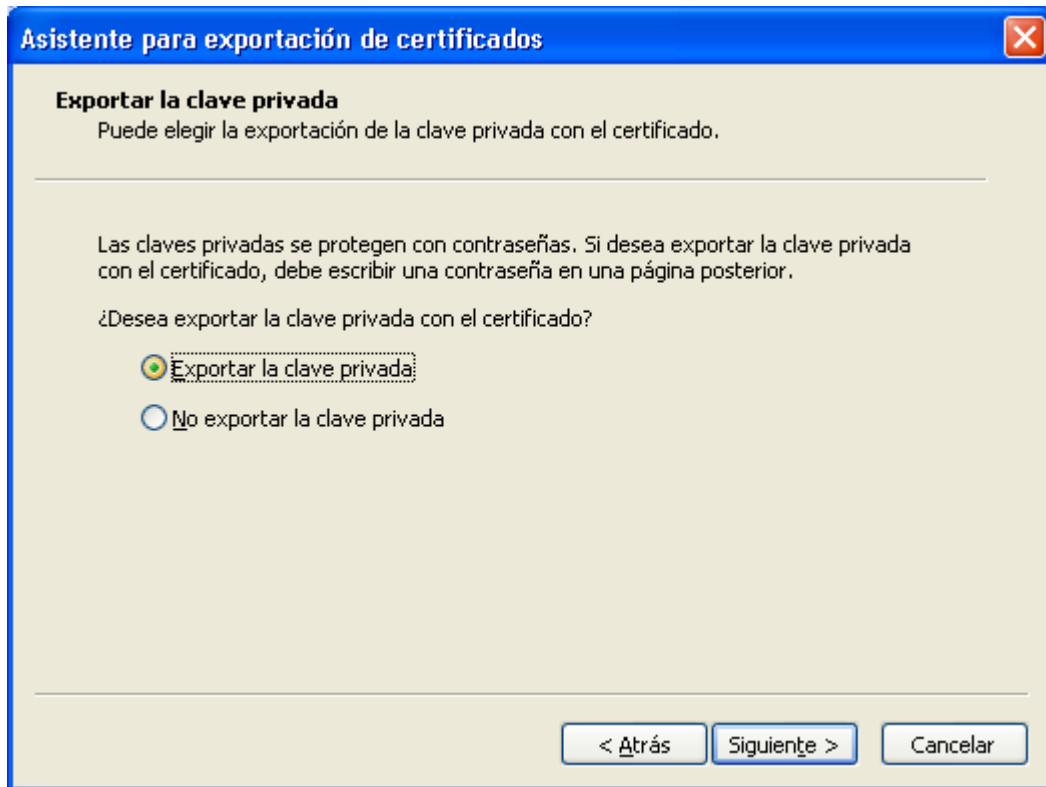 Asistente para exportación de certificados
Exportar la clave privada
Puede elegir la exportación de la clave privada con el certificado.
Las claves privadas se protegen con contraseñas. Si desea exportar la clave privada
con el certificado, debe escribir una contraseña en una página posterior.
¿Desea exportar la clave privada con el certificado?
Exportar la clave privada
No exportar la clave privada
< Atrás Siguiente > Cancelar